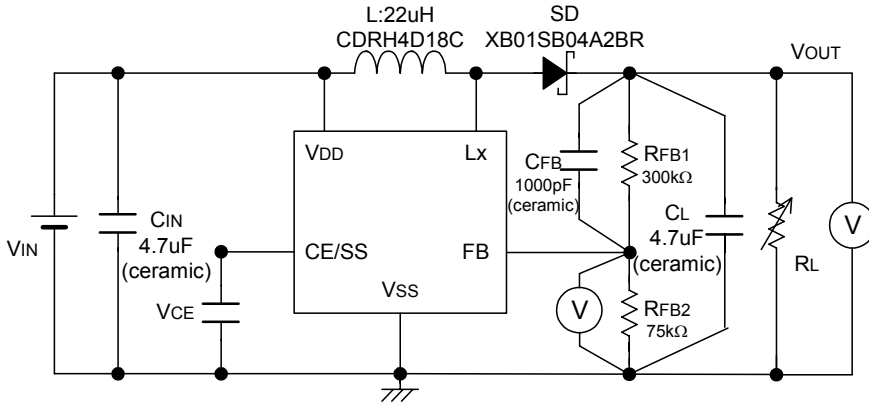 L:22uH
CDRH4D18C
SD
XB01SB04A2BR
VOUT
VDD
Lx
CFB
1000pF
(ceramic)
RFB1
300kΩ
CIN
4.7uF
(ceramic)
VIN
CE/SS
FB
VSS
VCE
CL
4.7uF
(ceramic)
V
RL
V
RFB2
75kΩ